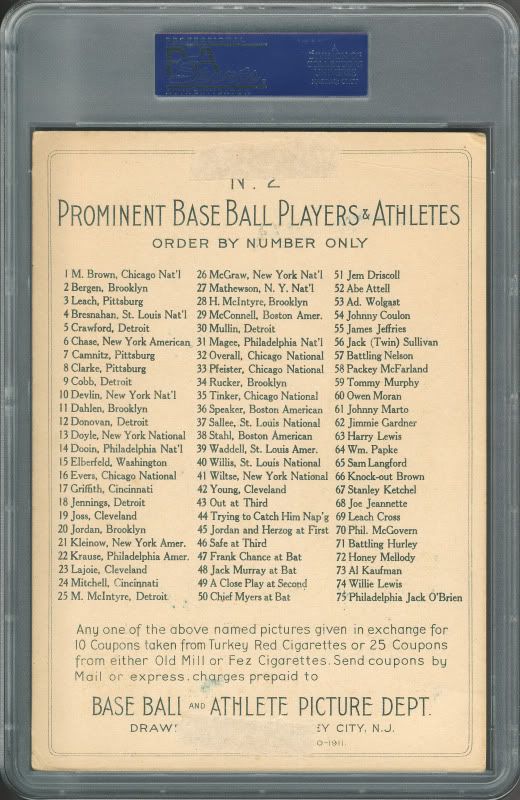 PSA
N. 2
PROMINENT BASE BALL PLAYERS & ATHLETES
ORDER BY NUMBER ONLY
1 M. Brown, Chicago Nat'l
2 Bergen, Brooklyn
3 Leach, Pittsburg
4 Bresnahan, St. Louis Nat'l
5 Crawford, Detroit
6 Chase, New York American
7 Camnitz, Pittsburg
8 Clarke, Pittsburg
9 Cobb, Detroit
10 Devlin, New York Nat'l
11 Dahlen, Brooklyn
12 Donovan, Detroit
13 Doyle, New York National
14 Dooin, Philadelphia Nat'l
15 Elberfeld, Washington
16 Evers, Chicago National
17 Griffith, Cincinnati
18 Jennings, Detroit
19 Joss, Cleveland
20 Jordan, Brooklyn
21 Kleinow, New York Amer.
22 Krause, Philadelphia Amer.
23 Lajoie, Cleveland
24 Mitchell, Cincinnati
25 M. McIntyre, Detroit
26 McGraw, New York Nat'l
27 Mathewson, N. Y. Nat'l
28 H. McIntyre, Brooklyn
29 McConnell, Boston Amer.
30 Mullin, Detroit
31 Magee, Philadelphia Nat'l
32 Overall, Chicago National
33 Pfeister, Chicago National
34 Rucker, Brooklyn
35 Tinker, Chicago National
36 Speaker, Boston American
37 Sallee, St. Louis National
38 Stahl, Boston American
39 Waddell, St. Louis Amer.
40 Willis, St. Louis National
41 Wiltse, New York National
42 Young, Cleveland
43 Out at Third
44 Trying to Catch Him Nap'g
45 Jordan and Herzog at First
46 Safe at Third
47 Frank Chance at Bat
48 Jack Murray at Bat
49 A Close Play at Second
50 Chief Myers at Bat
51 Jem Driscoll
52 Abe Attell
53 Ad. Wolgast
54 Johnny Coulon
55 James Jeffries
56 Jack (Twin) Sullivan
57 Battling Nelson
58 Packey McFarland
59 Tommy Murphy
60 Owen Moran
61 Johnny Marto
62 Jimmie Gardner
63 Harry Lewis
64 Wm. Papke
65 Sam Langford
66 Knock-out Brown
67 Stanley Ketchel
68 Joe Jeannette
69 Leach Cross
70 Phil. McGovern
71 Battling Hurley
72 Honey Mellody
73 Al Kaufman
74 Willie Lewis
75 Philadelphia Jack O'Brien
Any one of the above named pictures given in exchange for
10 Coupons taken from Turkey Red Cigarettes or 25 Coupons
from either Old Mill or Fez Cigarettes. Send coupons by
Mail or express, charges prepaid to
BASE BALL AND ATHLETE PICTURE DEPT.
DRAW EY CITY, N.J.
O-1911.